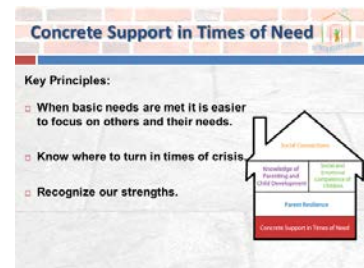 Concrete Support in Times of Need
Key Principles:
When basic needs are met it is easier
to focus on others and their needs.
Know where to turn in times of crisis.
Recognize our strengths.
Social Connections
Knowledge of
Parenting and
Child Development
Social and
Emotional
Competence of
Children
Parent Resilience
Concrete Support in Times of Need